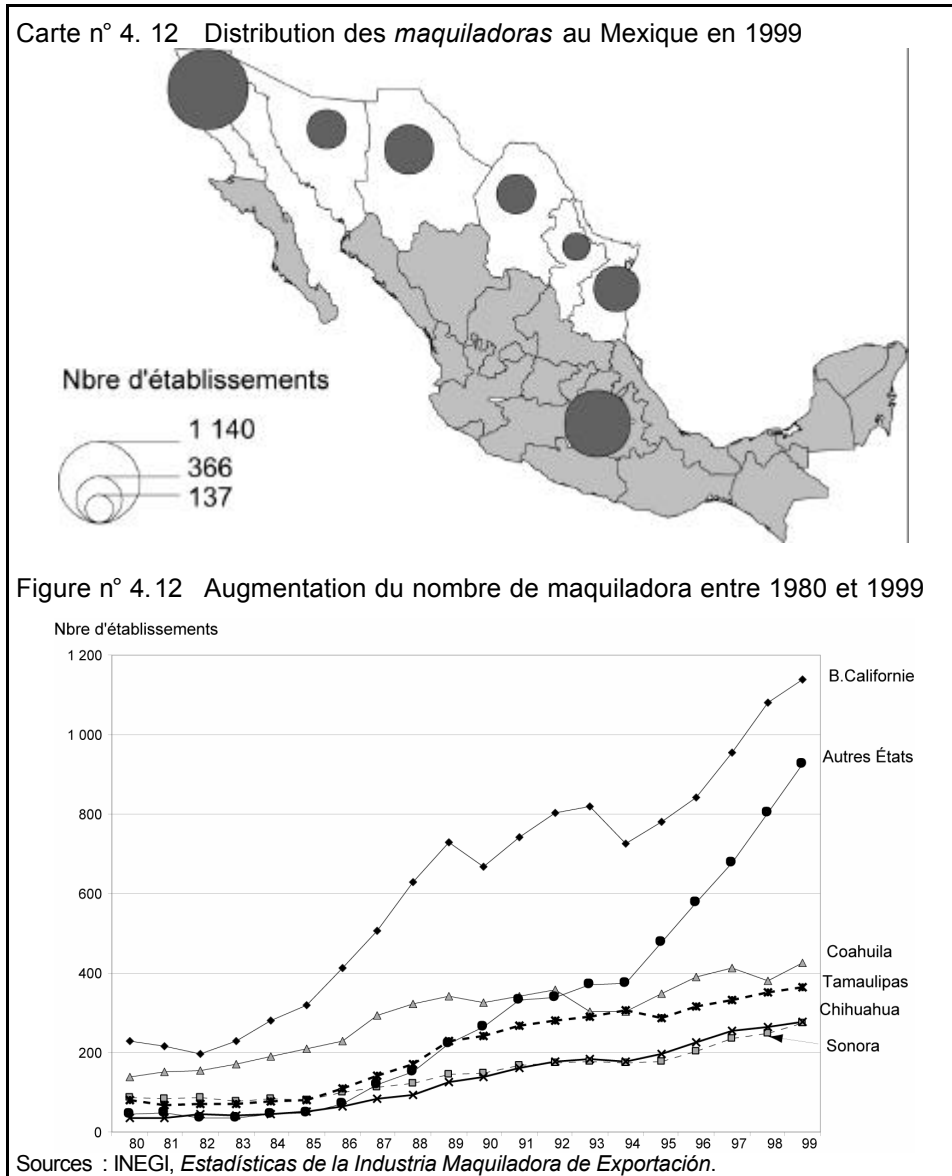 Carte n° 4. 12 Distribution des maquiladoras au Mexique en 1999
Nbre d'établissements
1 140
366
137
Figure n° 4.12 Augmentation du nombre de maquiladora entre 1980 et 1999
Nbre d'établissements
1 200
1 000
800
600
400
200
0
B.Californie
Autres États
Coahuila
Tamaulipas
Chihuahua
Sonora
80 81 82 83 84 85 86 87 88 89 90 91 92 93 94 95 96 97 98 99
Sources : INEGI, Estadísticas de la Industria Maquiladora de Exportación.